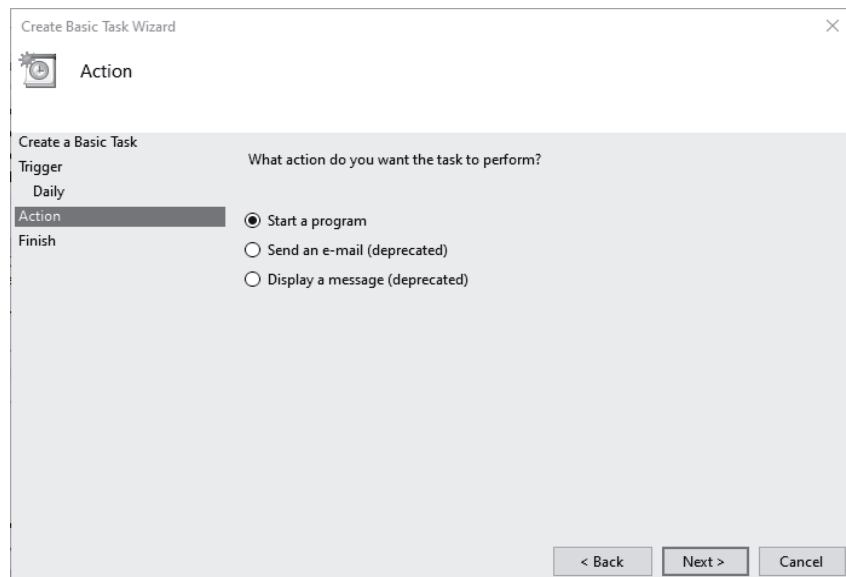 Create Basic Task Wizard
Action
Create a Basic Task
Trigger
Daily
Action
Finish
What action do you want the task to perform?
Start a program
Send an e-mail (deprecated)
Display a message (deprecated)
< Back
Next >
Cancel